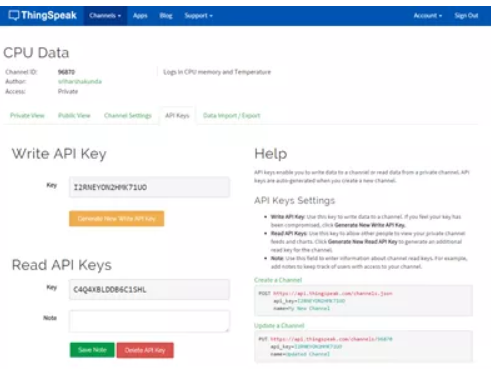 ThingSpeak Channels Apps Blog Support Account Sign Out
CPU Data
Channel ID: 96870
Author:
Access: Private
Logs in CPU memory and Temperature
Private View Public View Channel Settings API Keys Data Import / Export
Write API Key
Key
Generate New Write API Key
Read API Keys
Key C4Q4XBLDDB6C1SHL
Note
Save Note Delete API Key
Help
API keys enable you to write data to a channel or read data from a private channel. API
keys are auto-generated when you create a new channel.
API Keys Settings
• Write API Key: Use this key to write data to a channel. If you feel your key has
been compromised, click Generate New Write API Key.
• Read API Keys: Use this key to allow other people to view your private channel
feeds and charts. Click Generate New Read API Key to generate an additional
read key for the channel.
• Note: Use this field to enter information about channel read keys. For example,
add notes to keep track of users with access to your channel.
Create a Channel
POST https://api.thingspeak.com/channels.json
name=My New Channel
Update a Channel
PUT https://api.thingspeak.com/channels/96870
name=Updated Channel